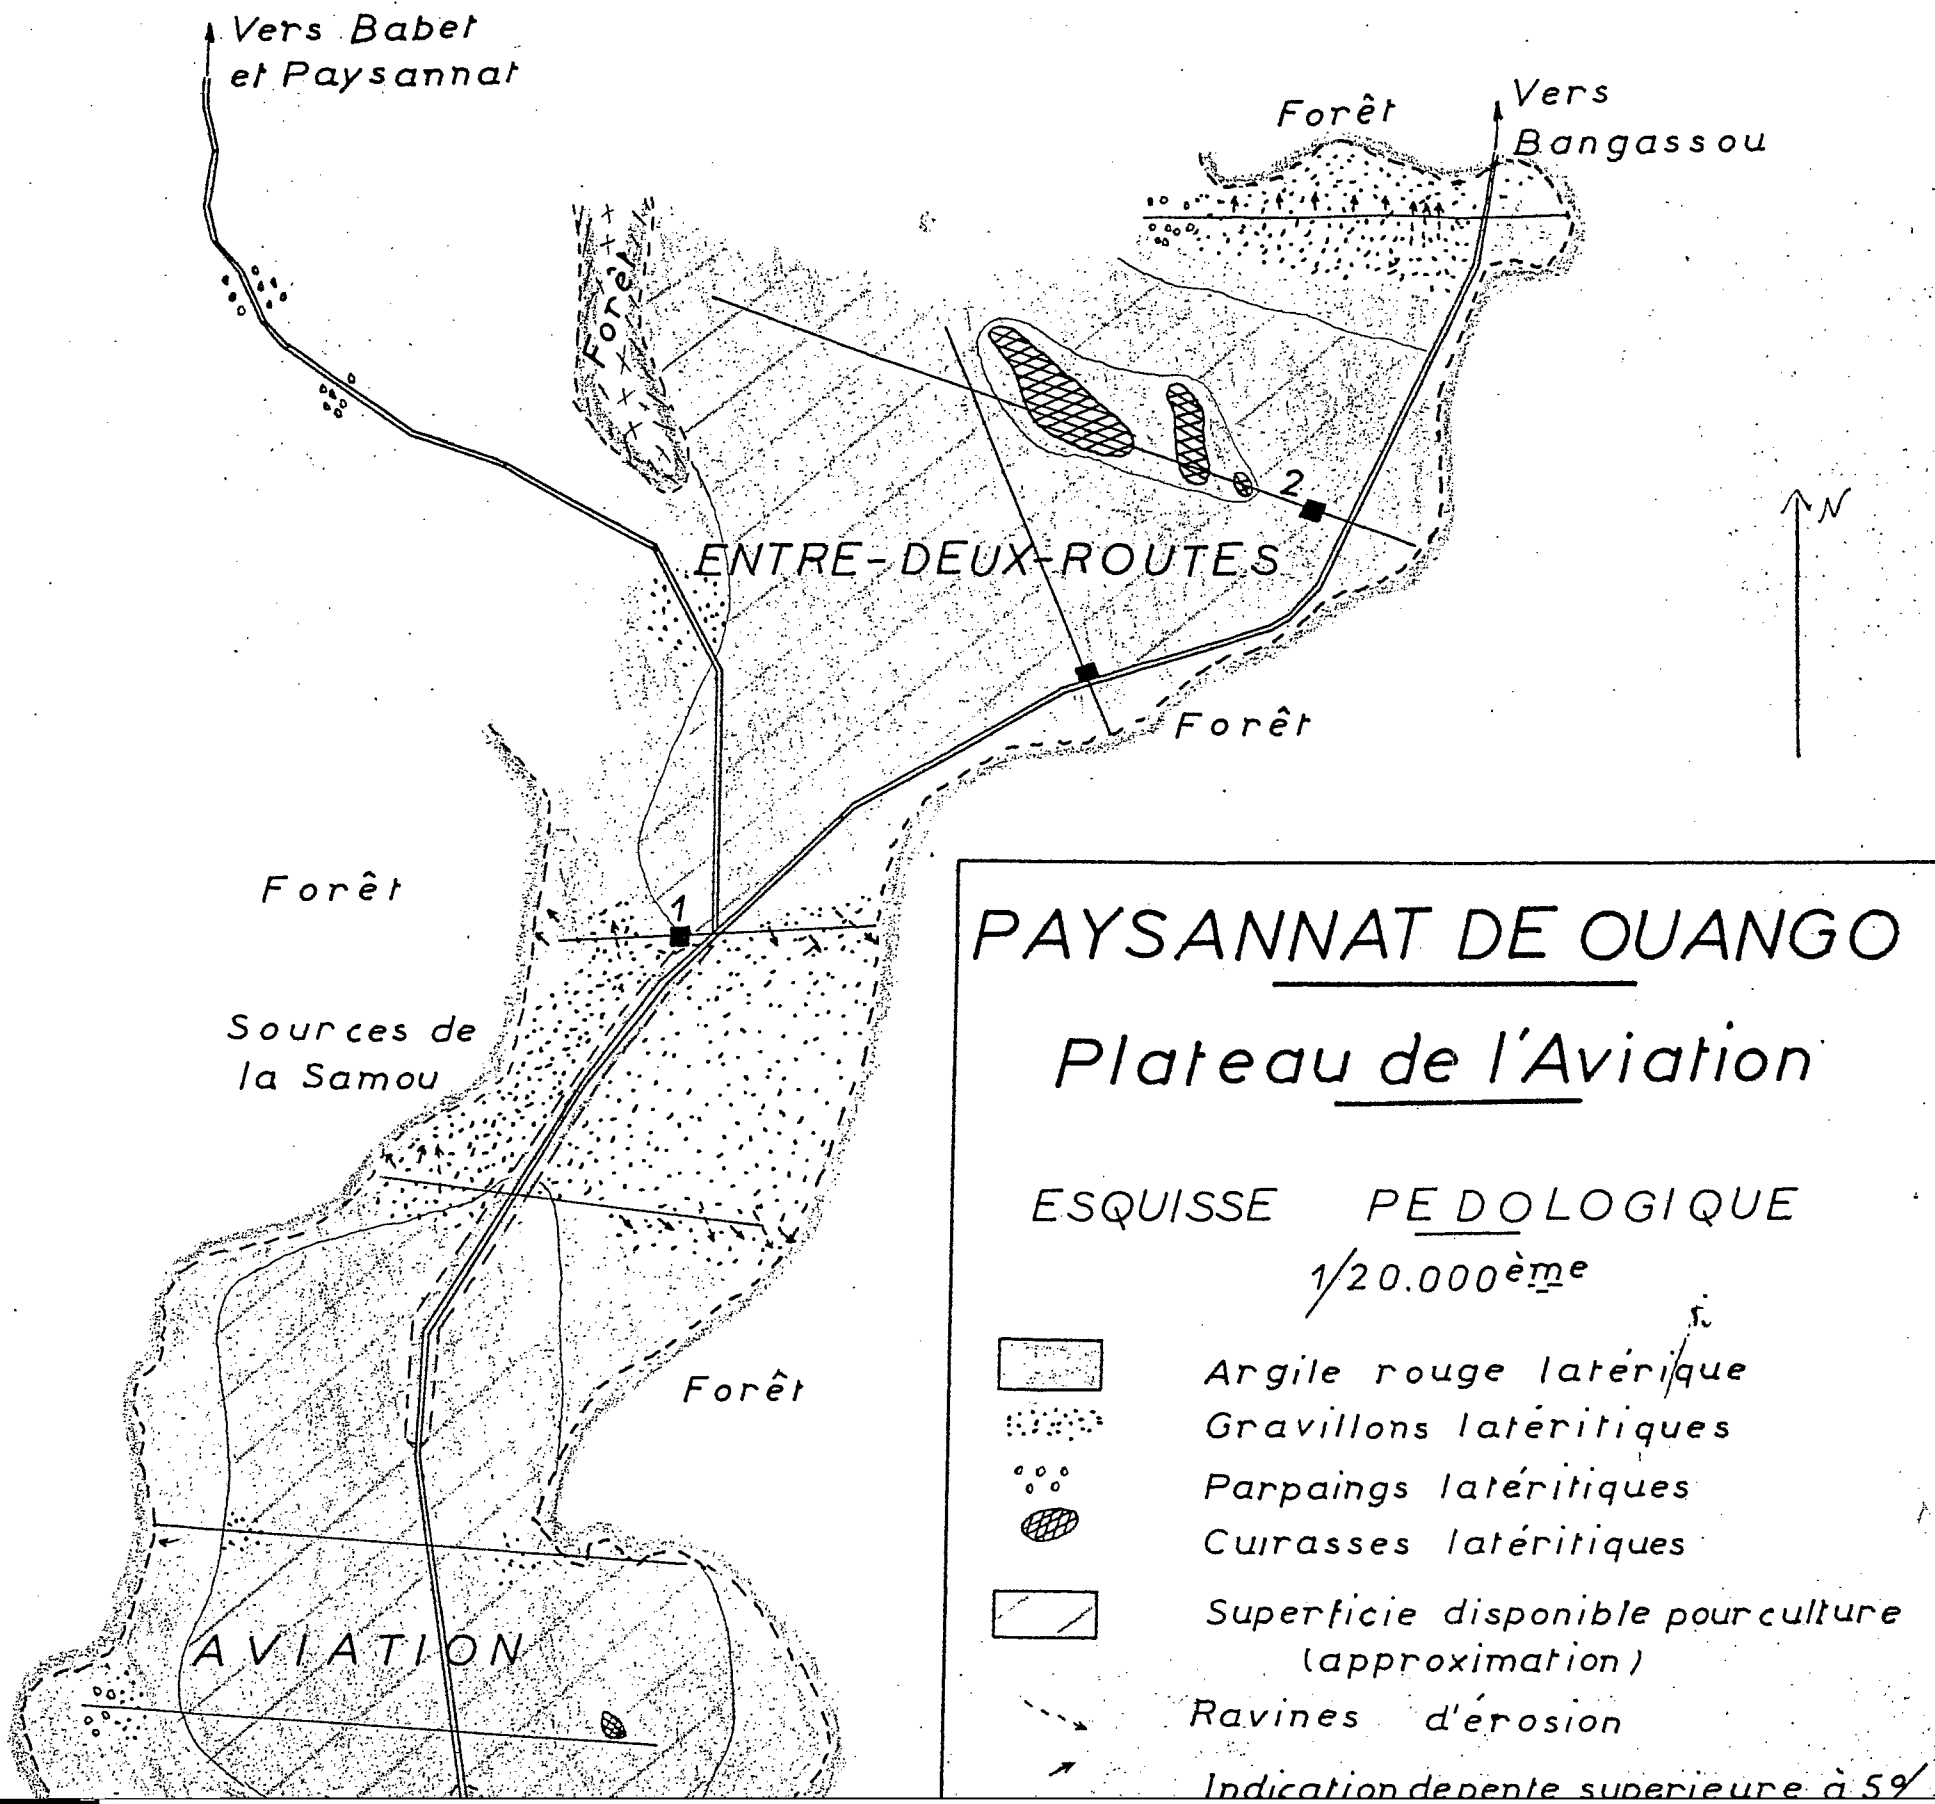 Vers Babet
et Paysannat
Forêt
Vers
Bangassou
Forêt
2
N
ENTRE-DEUX-ROUTES
Forêt
Forêt
1
Sources de
la Samou
Forêt
AVIATION
PAYSANNAT DE OUANGO
Plateau de l'Aviation
ESQUISSE PEDOLOGIQUE
1/20.000ème
Argile rouge latérique
Gravillons latéritiques
Parpaings latéritiques
Cuirasses latéritiques
Superficie disponible pour culture
(approximation)
Ravines d'érosion
Indication de pente superieure à 5%